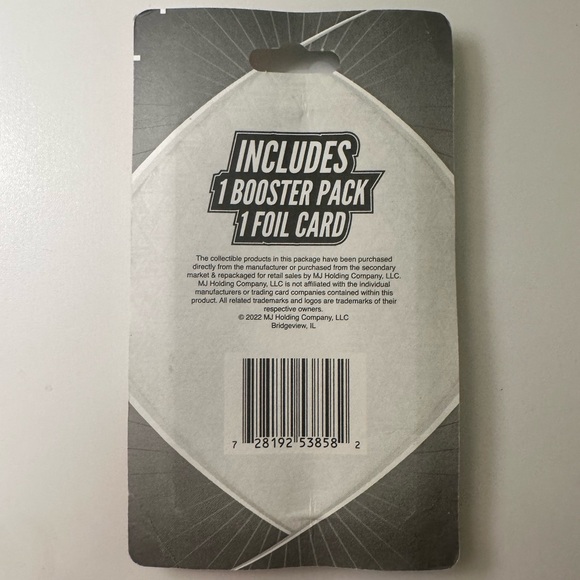 INCLUDES
1 BOOSTER PACK
1 FOIL CARD
The collectible products in this package have been purchased
directly from the manufacturer or purchased from the secondary
market & repackaged for retail sales by MJ Holding Company, LLC.
MJ Holding Company, LLC is not affiliated with the individual
manufacturers or trading card companies contained within this
product. All related trademarks and logos are trademarks of their
respective owners.
© 2022 MJ Holding Company, LLC
Bridgeview, IL
7 28192 53858 2